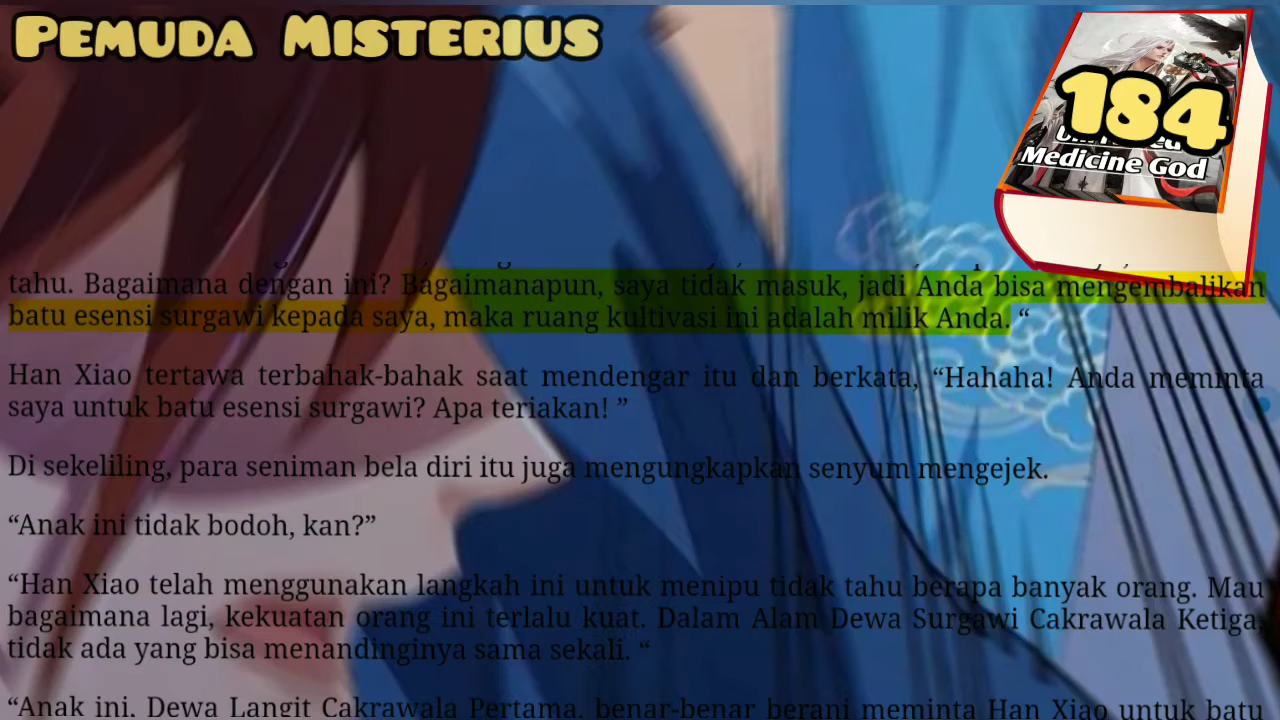 Pemuda Misterius
184
Medicine God
tahu. Bagaimana dengan ini? Bagaimanapun, saya tidak masuk, jadi Anda bisa mengembalikan
batu esensi surgawi kepada saya, maka ruang kultivasi ini adalah milik Anda. “
Han Xiao tertawa terbahak-bahak saat mendengar itu dan berkata, “Hahaha! Anda meminta
saya untuk batu esensi surgawi? Apa teriakan! ”
Di sekeliling, para seniman bela diri itu juga mengungkapkan senyum mengejek.
“Anak ini tidak bodoh, kan?”
“Han Xiao telah menggunakan langkah ini untuk menipu tidak tahu berapa banyak orang. Mau
bagaimana lagi, kekuatan orang ini terlalu kuat. Dalam Alam Dewa Surgawi Cakrawala Ketiga,
tidak ada yang bisa menandinginya sama sekali. “
“Anak ini, Dewa Langit Cakrawala Pertama, benar-benar berani meminta Han Xiao untuk batu